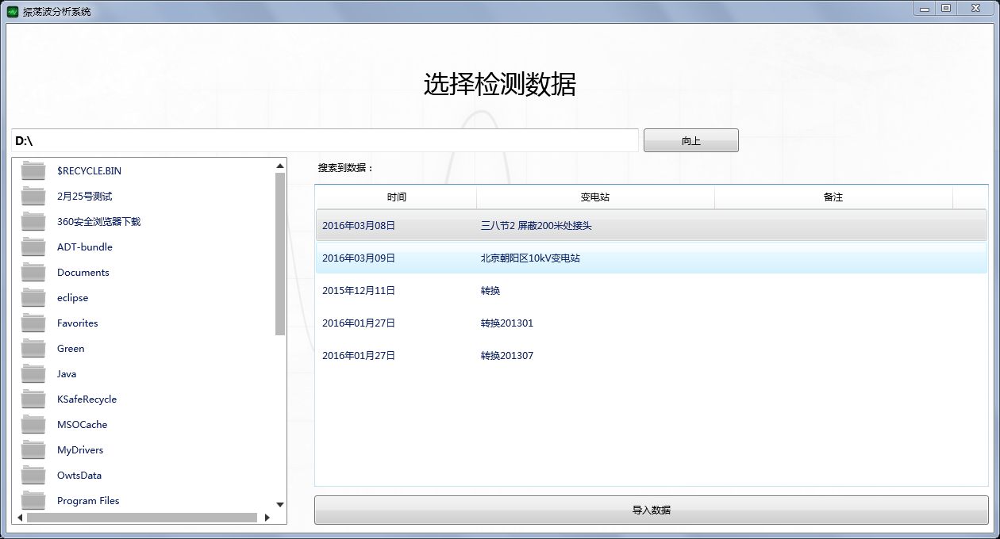 振荡波分析系统
选择检测数据
D:\
向上
$RECYCLE.BIN
2月25号测试
360安全浏览器下载
ADT-bundle
Documents
eclipse
Favorites
Green
Java
KSafeRecycle
MSOCache
MyDrivers
OwtsData
Program Files
搜索到数据：
时间 变电站 备注
2016年03月08日 三八节2 屏蔽200米处接头
2016年03月09日 北京朝阳区10kV变电站
2015年12月11日 转换
2016年01月27日 转换201301
2016年01月27日 转换201307
导入数据